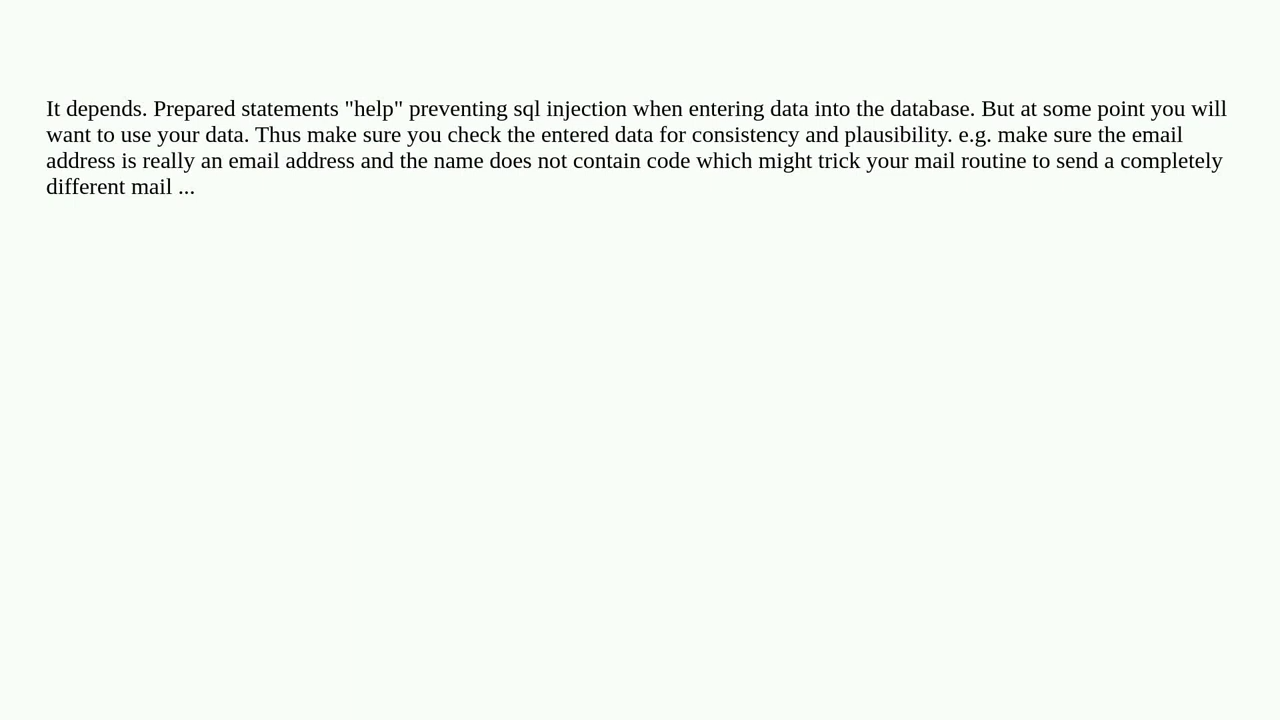 It depends. Prepared statements "help" preventing sql injection when entering data into the database. But at some point you will
want to use your data. Thus make sure you check the entered data for consistency and plausibility. e.g. make sure the email
address is really an email address and the name does not contain code which might trick your mail routine to send a completely
different mail ...